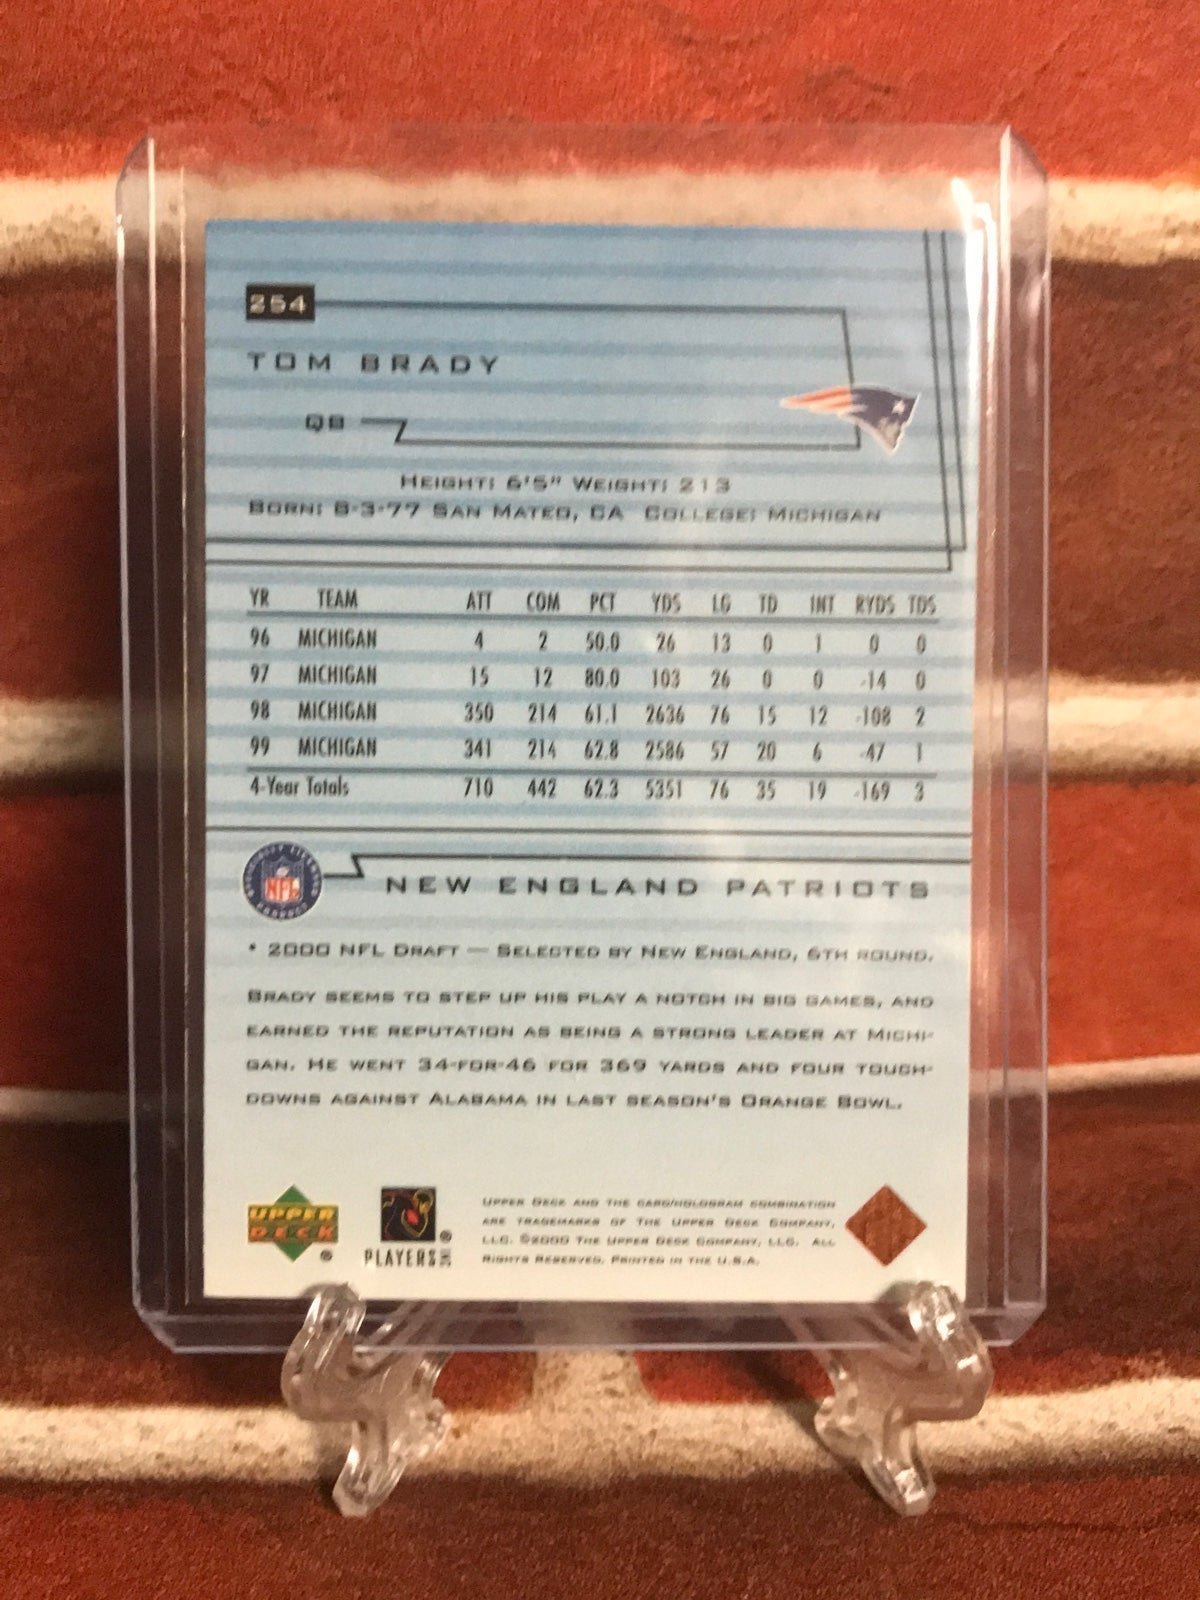 254
TOM BRADY
QB
HEIGHT: 6'5" WEIGHT: 213
BORN: 8-3-77 SAN MATEO, CA COLLEGE: MICHIGAN
YR TEAM ATT COM PCT YDS LG TD INT RYDS TDS
96 MICHIGAN 4 2 50.0 26 13 0 1 0 0
97 MICHIGAN 15 12 80.0 103 26 0 0 -14 0
98 MICHIGAN 350 214 61.1 2636 76 15 12 -108 2
99 MICHIGAN 341 214 62.8 2586 57 20 6 -47 1
4-Year Totals 710 442 62.3 5351 76 35 19 -169 3
NFL
NEW ENGLAND PATRIOTS
* 2000 NFL DRAFT — SELECTED BY NEW ENGLAND, 6TH ROUND.
BRADY SEEMS TO STEP UP HIS PLAY A NOTCH IN BIG GAMES, AND
EARNED THE REPUTATION AS BEING A STRONG LEADER AT MICHI-
GAN. HE WENT 34-FOR-46 FOR 369 YARDS AND FOUR TOUCH-
DOWNS AGAINST ALABAMA IN LAST SEASON'S ORANGE BOWL.
UPPER
DECK
®
®
PLAYERS INC
UPPER DECK AND THE CARD/HOLOGRAM COMBINATION
ARE TRADEMARKS OF THE UPPER DECK COMPANY,
LLC. ©2000 THE UPPER DECK COMPANY, LLC. ALL
RIGHTS RESERVED. PRINTED IN THE U.S.A.